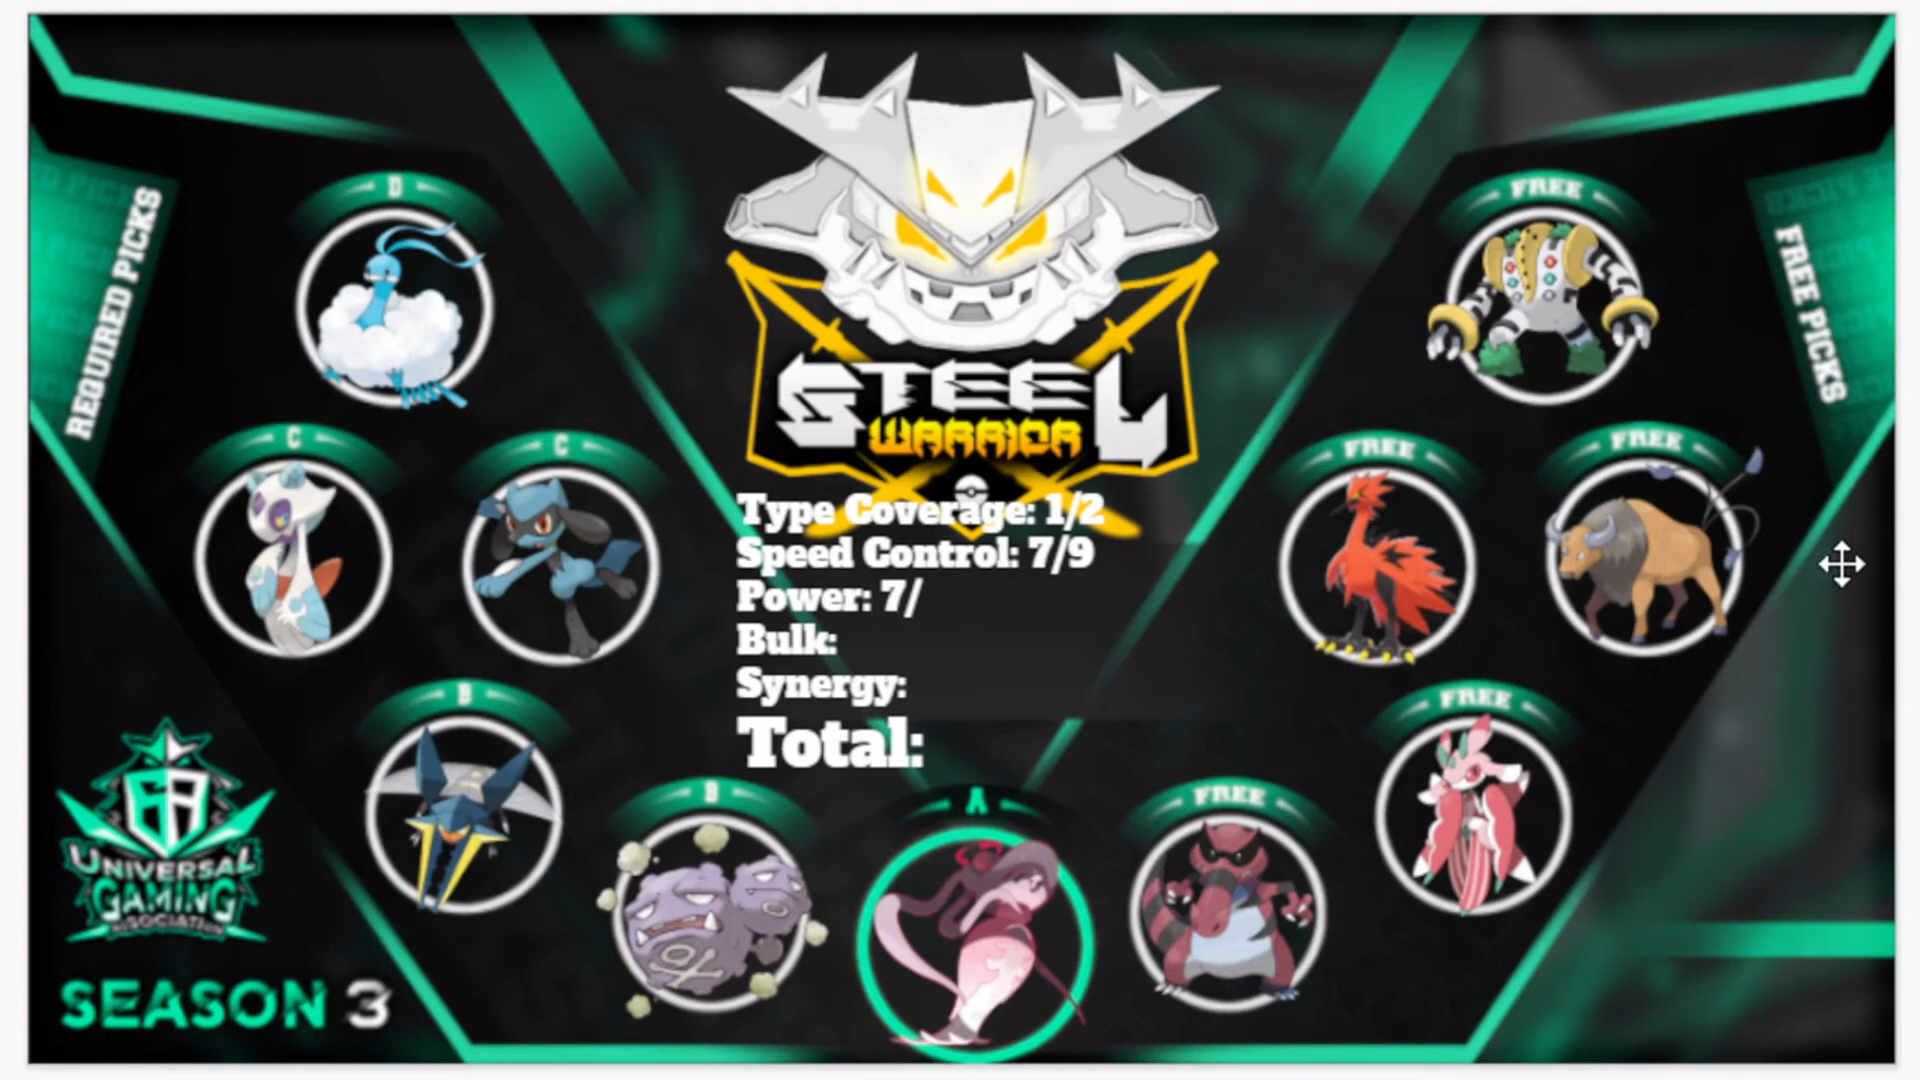 REQUIRED PICKS
D
C
C
B
B
A
STEEL
WARRIOR
Type Coverage: 1/2
Speed Control: 7/9
Power: 7/
Bulk:
Synergy:
Total:
FREE PICKS
FREE
FREE
FREE
FREE
FREE
UNIVERSAL
GAMING
SEASON 3